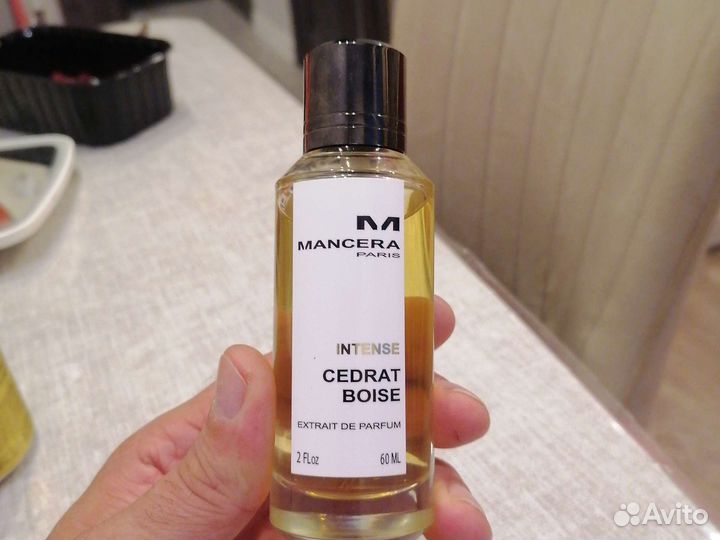 M
MANCERA
PARIS
INTENSE
CEDRAT
BOISE
EXTRAIT DE PARFUM
2 FLoz 60 ML
Avito